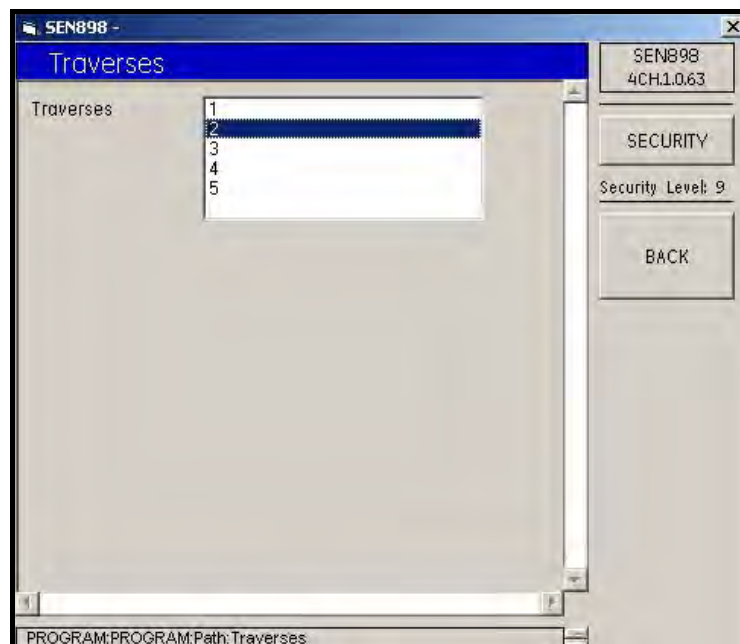 SEN898 -
Traverses
Traverses
1
2
3
4
5
SEN898
4CH.1.0.63
SECURITY
Security Level: 9
BACK
PROGRAM:PROGRAM:Path:Traverses